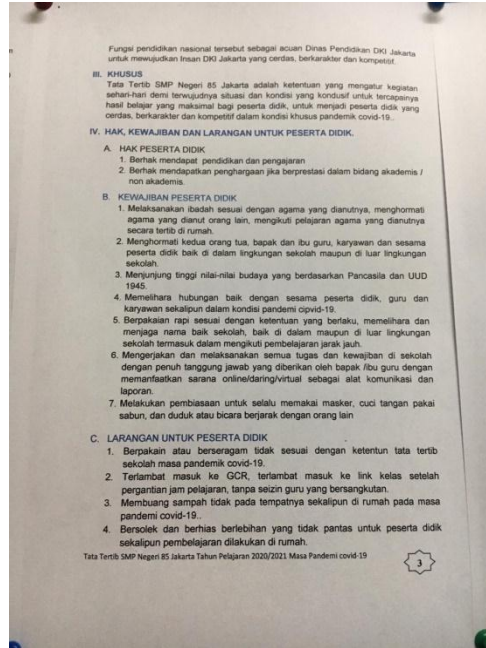 Fungsi pendidikan nasional tersebut sebagai acuan Dinas Pendidikan DKI Jakarta
untuk mewujudkan Insan DKI Jakarta yang cerdas, berkarakter dan kompetitif.
III. KHUSUS
Tata Tertib SMP Negeri 85 Jakarta adalah ketentuan yang mengatur kegiatan
sehari-hari demi terwujudnya situasi dan kondisi yang kondusif untuk tercapainya
hasil belajar yang maksimal bagi peserta didik, untuk menjadi peserta didik yang
cerdas, berkarakter dan kompetitif dalam kondisi khusus pandemik covid-19..
IV. HAK, KEWAJIBAN DAN LARANGAN UNTUK PESERTA DIDIK.
A. HAK PESERTA DIDIK
1. Berhak mendapat pendidikan dan pengajaran
2. Berhak mendapatkan penghargaan jika berprestasi dalam bidang akademis /
non akademis.
B. KEWAJIBAN PESERTA DIDIK
1. Melaksanakan ibadah sesuai dengan agama yang dianutnya, menghormati
agama yang dianut orang lain, mengikuti pelajaran agama yang dianutnya
secara tertib di rumah.
2. Menghormati kedua orang tua, bapak dan ibu guru, karyawan dan sesama
peserta didik baik di dalam lingkungan sekolah maupun di luar lingkungan
sekolah.
3. Menjunjung tinggi nilai-nilai budaya yang berdasarkan Pancasila dan UUD
1945.
4. Memelihara hubungan baik dengan sesama peserta didik, guru dan
karyawan sekalipun dalam kondisi pandemi cipvid-19.
5. Berpakaian rapi sesuai dengan ketentuan yang berlaku, memelihara dan
menjaga nama baik sekolah, baik di dalam maupun di luar lingkungan
sekolah termasuk dalam mengikuti pembelajaran jarak jauh.
6. Mengerjakan dan melaksanakan semua tugas dan kewajiban di sekolah
dengan penuh tanggung jawab yang diberikan oleh bapak /ibu guru dengan
memanfaatkan sarana online/daring/virtual sebagai alat komunikasi dan
laporan.
7. Melakukan pembiasaan untuk selalu memakai masker, cuci tangan pakai
sabun, dan duduk atau bicara berjarak dengan orang lain
C. LARANGAN UNTUK PESERTA DIDIK
1. Berpakain atau berseragam tidak sesuai dengan ketentun tata tertib
sekolah masa pandemik covid-19.
2. Terlambat masuk ke GCR, terlambat masuk ke link kelas setelah
pergantian jam pelajaran, tanpa seizin guru yang bersangkutan.
3. Membuang sampah tidak pada tempatnya sekalipun di rumah pada masa
pandemi covid-19..
4. Bersolek dan berhias berlebihan yang tidak pantas untuk peserta didik
sekalipun pembelajaran dilakukan di rumah.
Tata Tertib SMP Negeri 85 Jakarta Tahun Pelajaran 2020/2021 Masa Pandemi covid-19
3